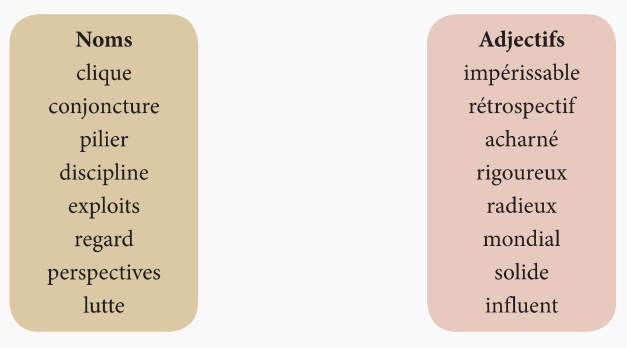 Noms
clique
conjoncture
pilier
discipline
exploits
regard
perspectives
lutte
Adjectifs
impérissable
rétrospectif
acharné
rigoureux
radieux
mondial
solide
influent